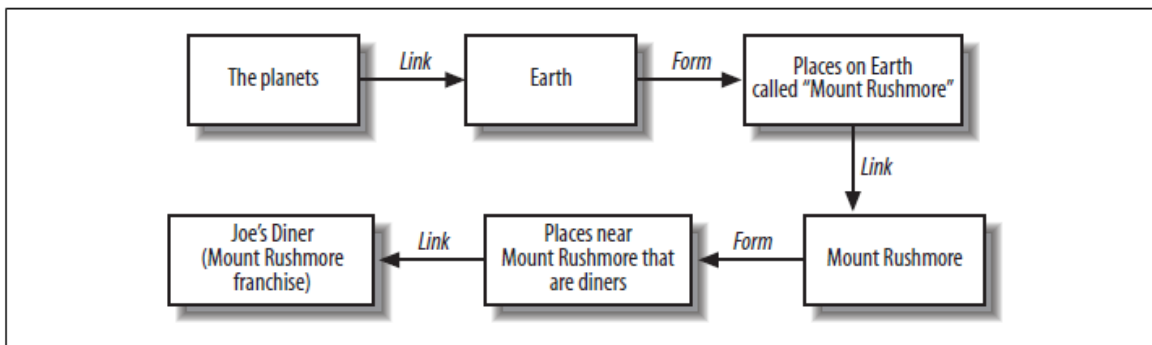 The planets
Link
Earth
Form
Places on Earth
called “Mount Rushmore”
Link
Mount Rushmore
Form
Places near
Mount Rushmore that
are diners
Link
Joe’s Diner
(Mount Rushmore
franchise)